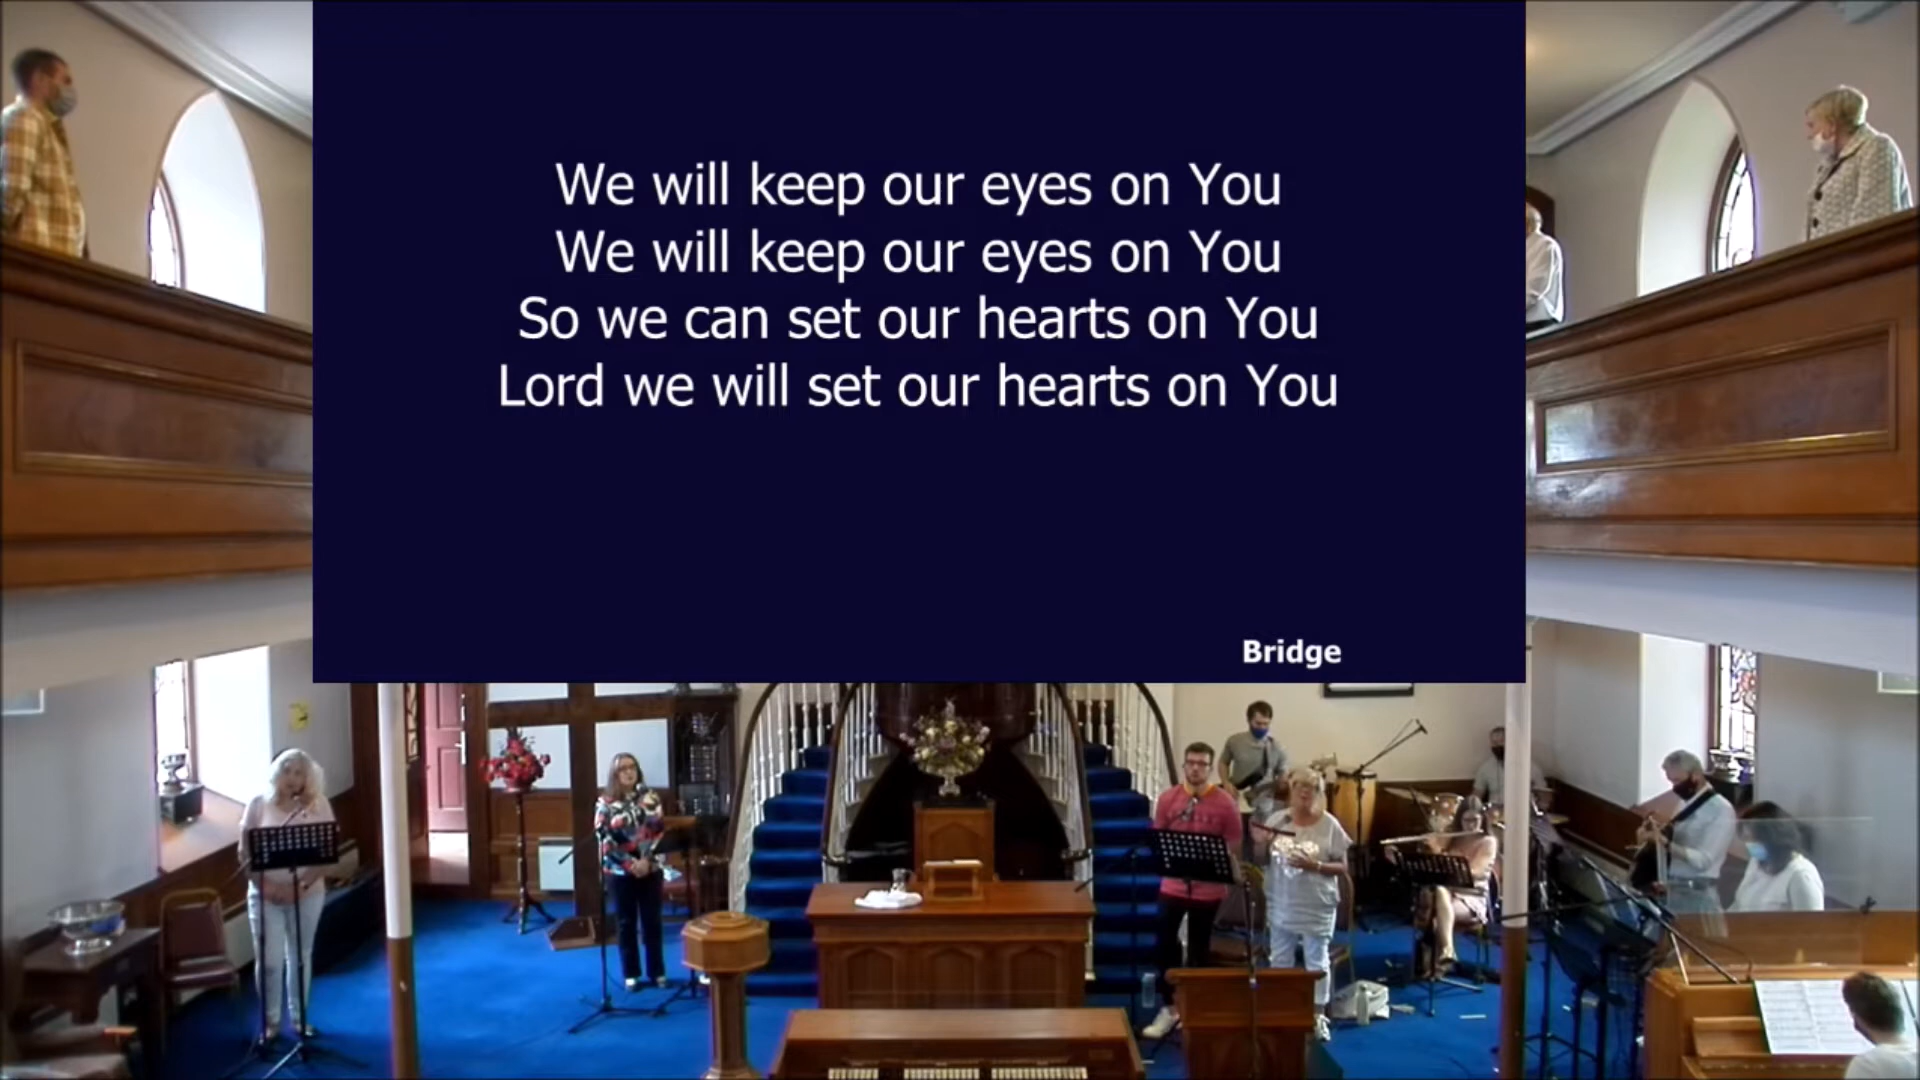 We will keep our eyes on You
We will keep our eyes on You
So we can set our hearts on You
Lord we will set our hearts on You
Bridge